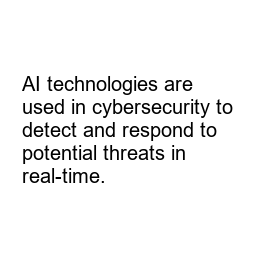 AI technologies are
used in cybersecurity to
detect and respond to
potential threats in
real-time.